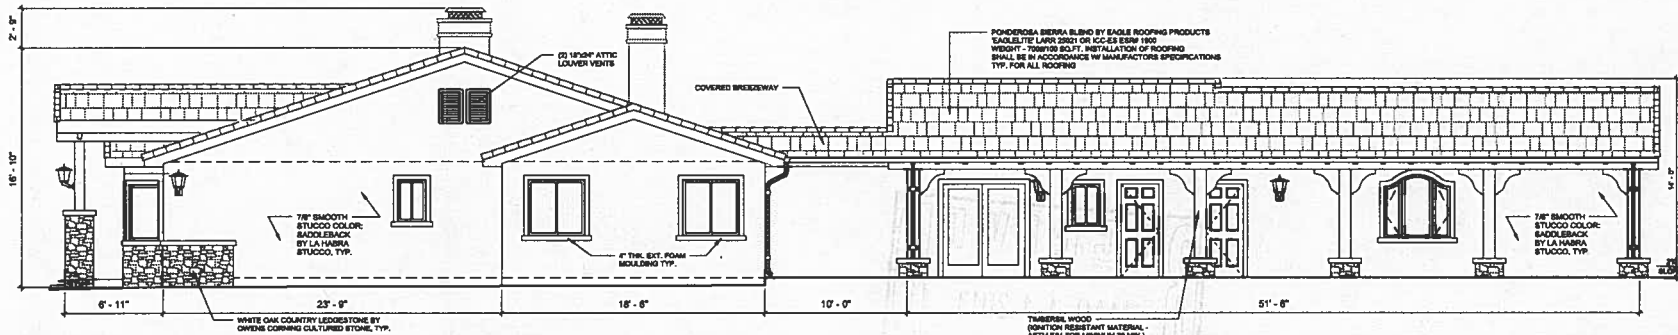 2' - 9"
16' - 10"
(2) 18"x24" ATTIC
LOUVER VENTS
COVERED BREEZEWAY
PONDEROSA SIERRA BLEND BY EAGLE ROOFING PRODUCTS
'EAGLELITE' LARR 25021 OR ICC-ES ESR# 1900
WEIGHT - 700#/100 SQ.FT. INSTALLATION OF ROOFING
SHALL BE IN ACCORDANCE W/ MANUFACTORS SPECIFICATIONS
TYP. FOR ALL ROOFING
14' - 0"
7/8" SMOOTH
STUCCO COLOR:
SADDLEBACK
BY LA HABRA
STUCCO, TYP.
4" THK. EXT. FOAM
MOULDING TYP.
7/8" SMOOTH
STUCCO COLOR:
SADDLEBACK
BY LA HABRA
STUCCO, TYP.
6' - 11"
23' - 9"
18' - 6"
10' - 0"
51' - 6"
WHITE OAK COUNTRY LEDGESTONE BY
OWENS CORNING CULTURED STONE, TYP.
TIMBERSIL WOOD
(IGNITION RESISTANT MATERIAL -